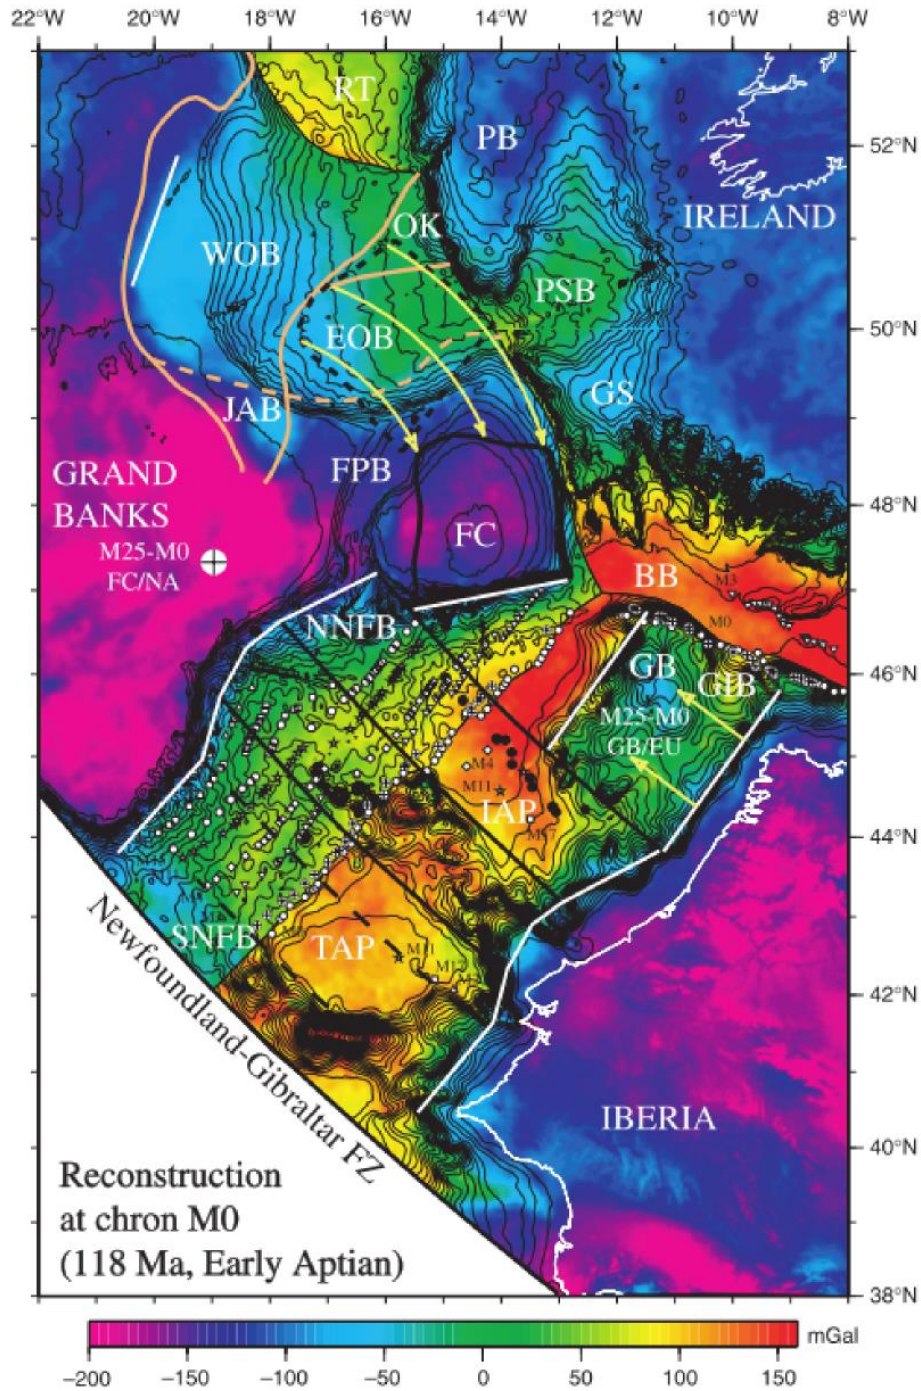 22°W 20°W 18°W 16°W 14°W 12°W 10°W 8°W
RT
PB
52°N
IRELAND
OK
WOB
PSB
EOB
50°N
GS
JAB
FPB
GRAND
BANKS
48°N
M25-M0
FC/NA
FC
BB
M3
M0
NNFB
46°N
GB
GIB
M25-M0
GB/EU
M4
M11
IAP
M17
44°N
SNFB
TAP
M11
42°N
Newfoundland-Gibraltar FZ
IBERIA
40°N
Reconstruction
at chron M0
(118 Ma, Early Aptian)
38°N
mGal
−200 −150 −100 −50 0 50 100 150